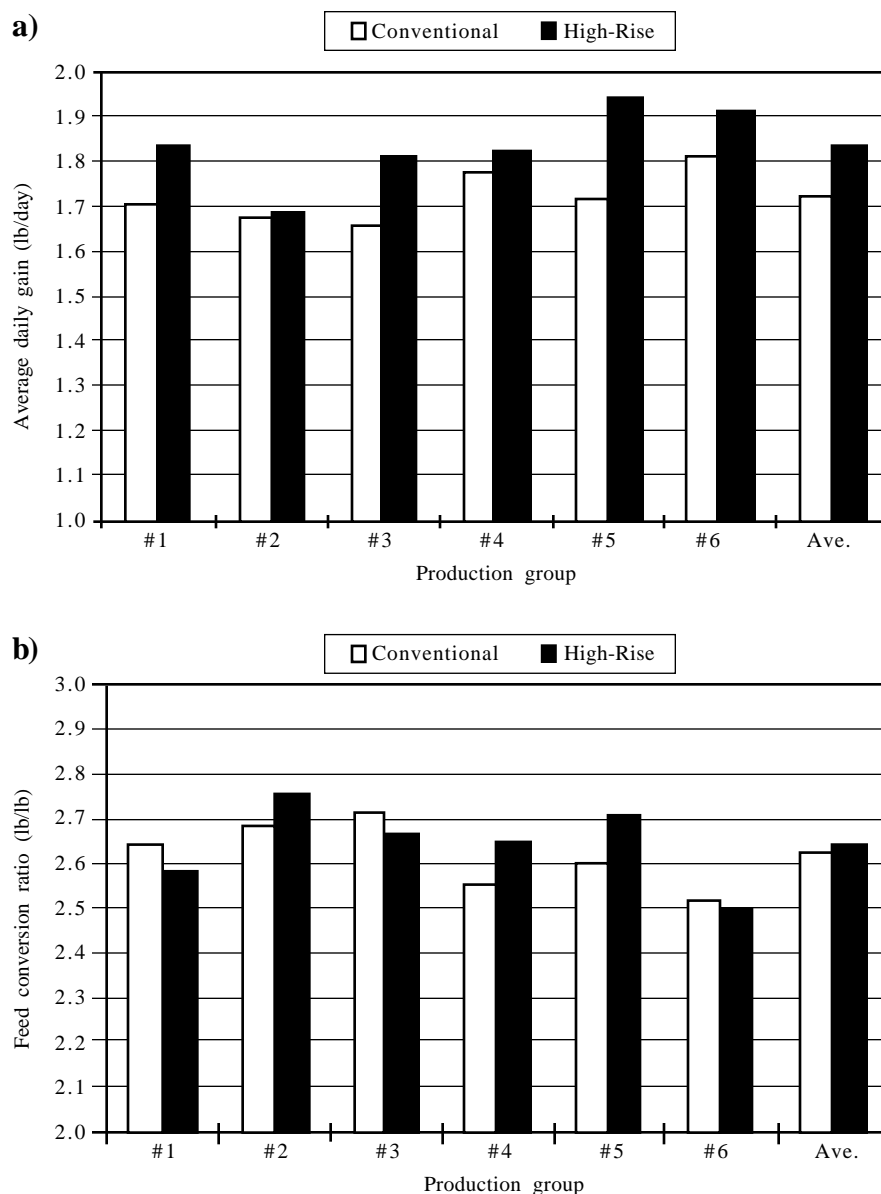 a)
Conventional High-Rise
2.0
1.9
1.8
1.7
1.6
1.5
1.4
1.3
1.2
1.1
1.0
Average daily gain (lb/day)
#1 #2 #3 #4 #5 #6 Ave.
Production group
b)
Conventional High-Rise
3.0
2.9
2.8
2.7
2.6
2.5
2.4
2.3
2.2
2.1
2.0
Feed conversion ratio (lb/lb)
#1 #2 #3 #4 #5 #6 Ave.
Production group